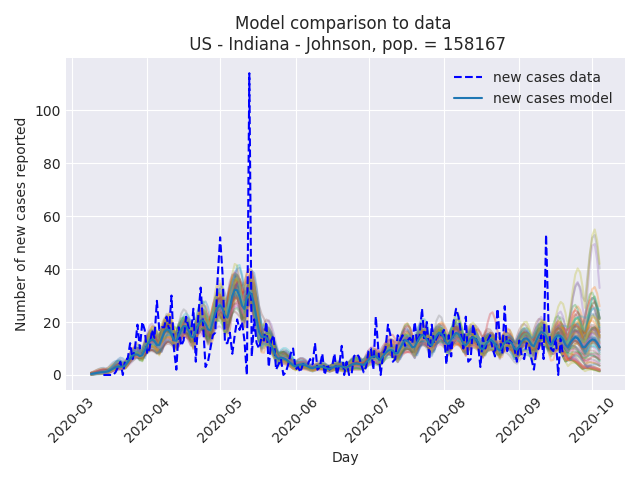 Model comparison to data
US - Indiana - Johnson, pop. = 158167
new cases data
new cases model
Number of new cases reported
100
80
60
40
20
0
2020-03
2020-04
2020-05
2020-06
2020-07
2020-08
2020-09
2020-10
Day